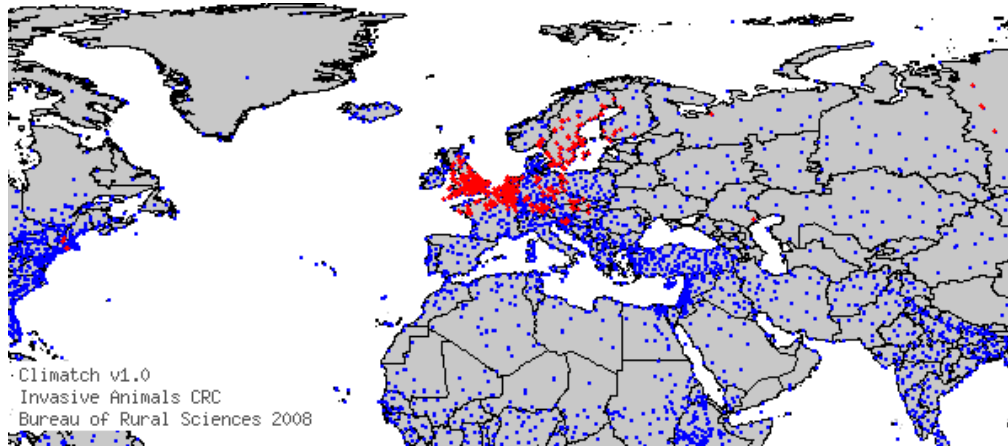 Climatch v1.0
Invasive Animals CRC
Bureau of Rural Sciences 2008